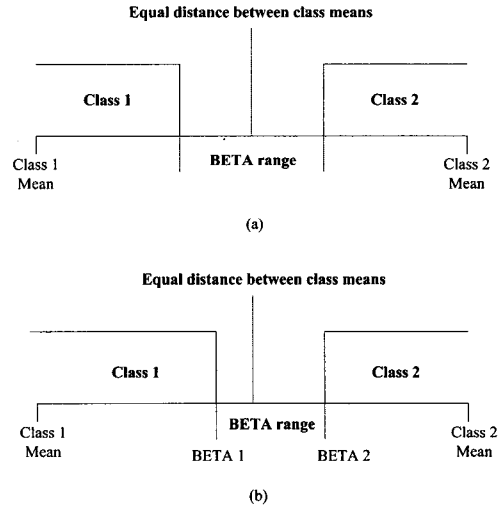 Equal distance between class means
Class 1
Class 2
BETA range
Class 1
Mean
Class 2
Mean
(a)
Equal distance between class means
Class 1
Class 2
BETA range
Class 1
Mean
BETA 1
BETA 2
Class 2
Mean
(b)